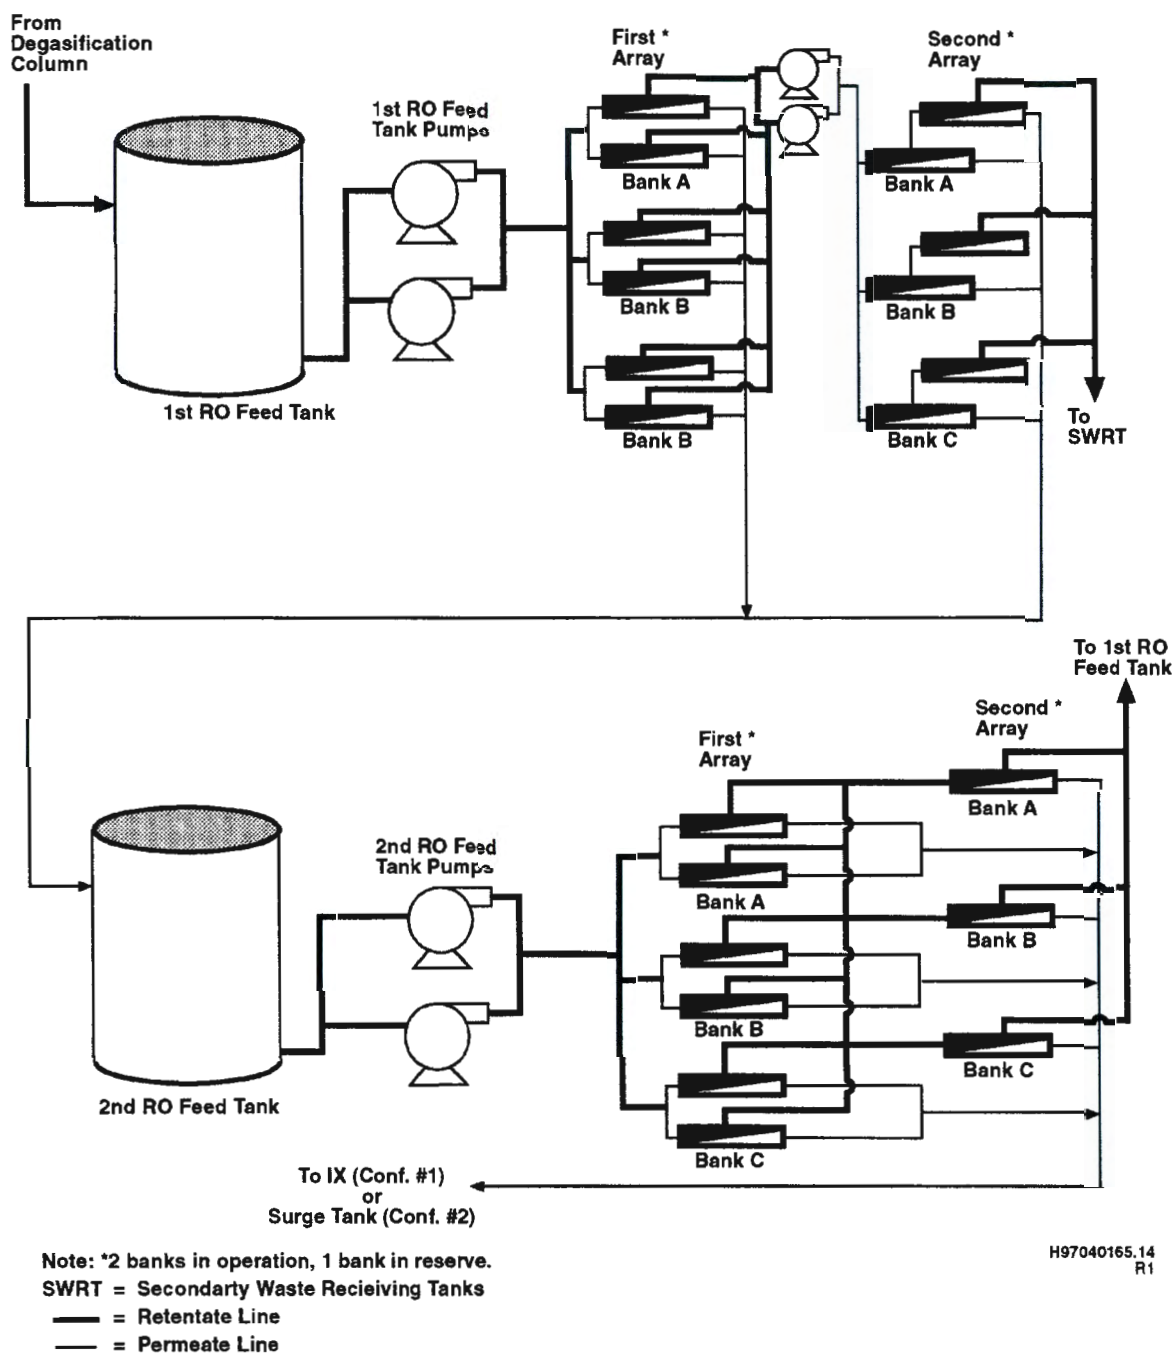 From
Degasification
Column
1st RO Feed
Tank Pumps
First *
Array
Second *
Array
Bank A
Bank A
Bank B
Bank B
Bank B
Bank C
1st RO Feed Tank
To
SWRT
To 1st RO
Feed Tank
First *
Array
Second *
Array
Bank A
2nd RO Feed
Tank Pumps
Bank A
Bank B
Bank B
Bank C
Bank C
2nd RO Feed Tank
To IX (Conf. #1)
or
Surge Tank (Conf. #2)
Note: *2 banks in operation, 1 bank in reserve.
SWRT = Secondarty Waste Recieiving Tanks
= Retentate Line
= Permeate Line
H97040165.14
R1